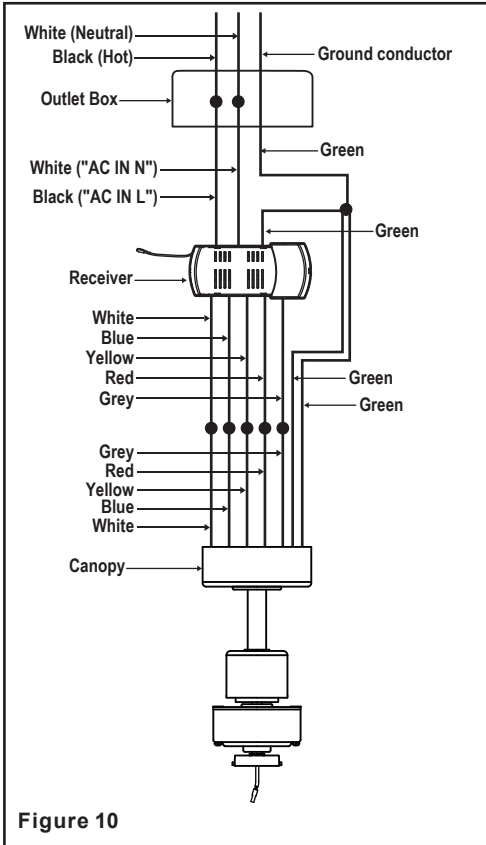 White (Neutral)
Black (Hot)
Ground conductor
Outlet Box
Green
White ("AC IN N")
Black ("AC IN L")
Green
Receiver
White
Blue
Yellow
Red
Green
Grey
Green
Grey
Red
Yellow
Blue
White
Canopy
Figure 10